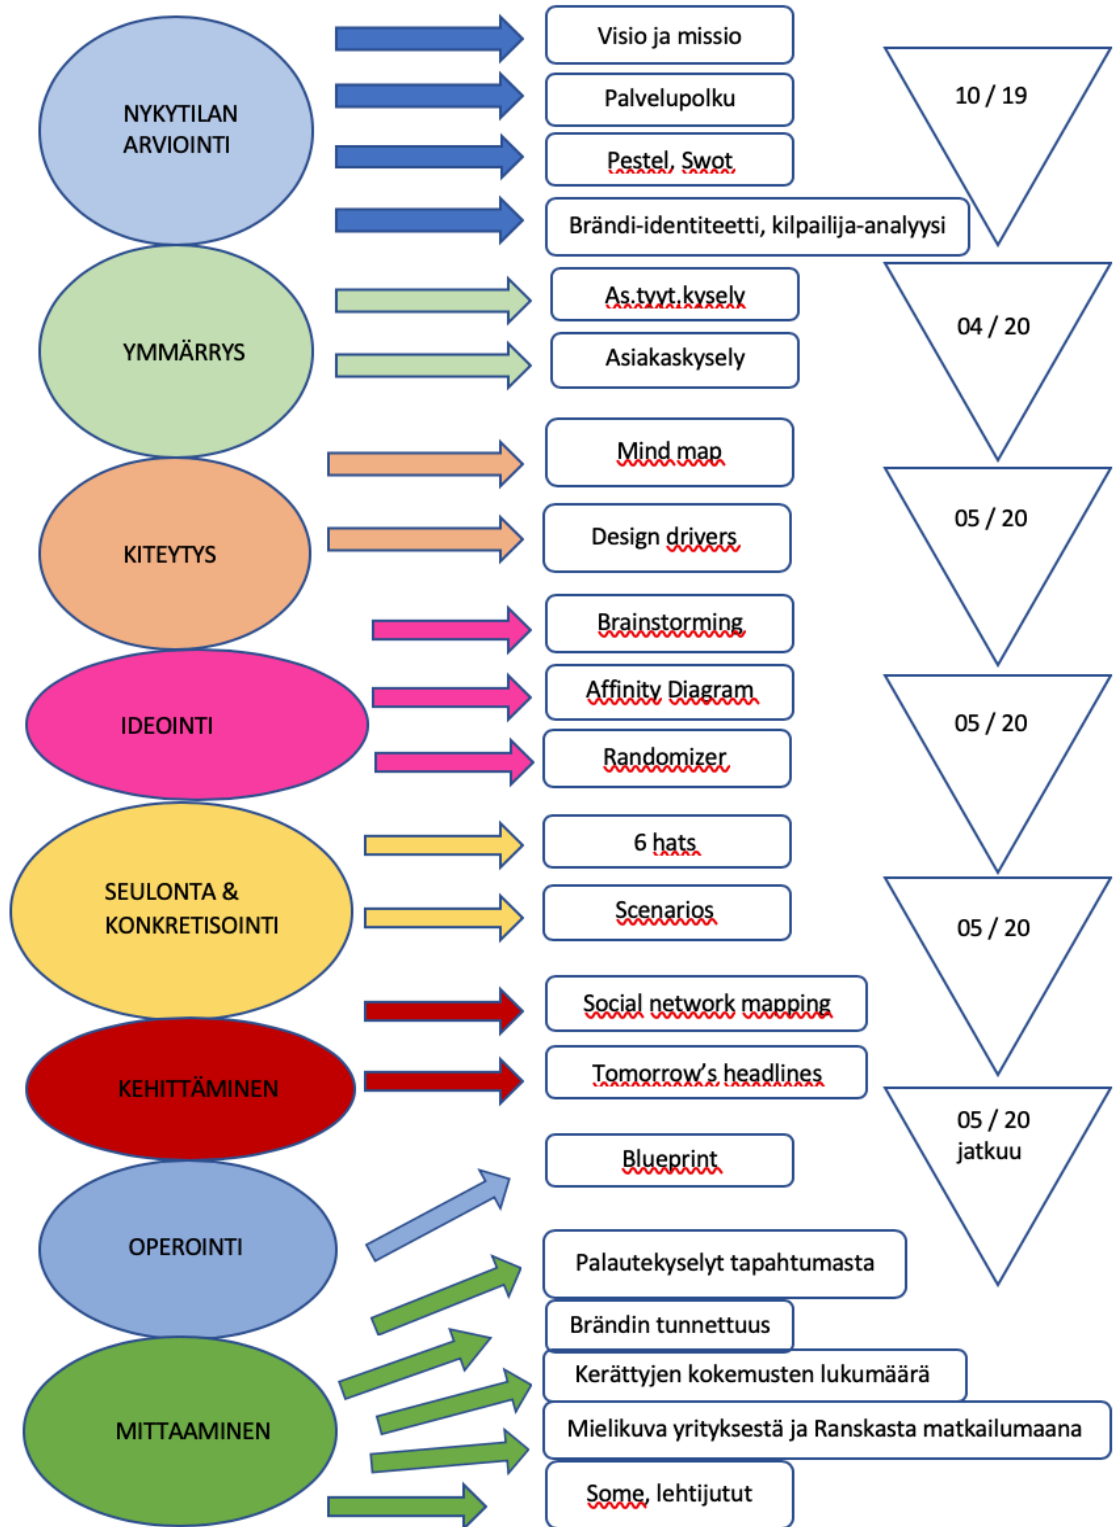 NYKYTILAN
ARVIOINTI
Visio ja missio
Palvelupolku
Pestel, Swot
Brändi-identiteetti, kilpailija-analyysi
10 / 19
YMMÄRRYS
As.tyyt.kysely
Asiakaskysely
04 / 20
KITEYTYS
Mind map
Design drivers
05 / 20
IDEOINTI
Brainstorming
Affinity Diagram
Randomizer
05 / 20
SEULONTA &
KONKRETISOINTI
6 hats
Scenarios
05 / 20
KEHITTÄMINEN
Social network mapping
Tomorrow's headlines
05 / 20
jatkuu
OPEROINTI
Blueprint
MITTAAMINEN
Palautekyselyt tapahtumasta
Brändin tunnettuus
Kerättyjen kokemusten lukumäärä
Mielikuva yrityksestä ja Ranskasta matkailumaana
Some, lehtijutut